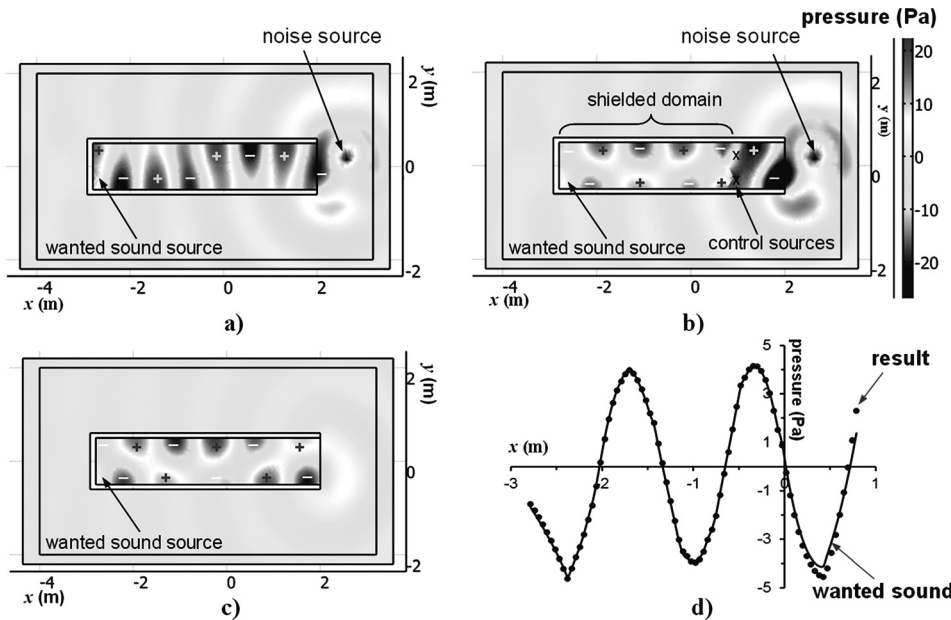 pressure (Pa)
noise source
2
y (m)
0
-2
+
−
+
−
+
−
+
−
wanted sound source
-4
-2
0
2
x (m)
a)
noise source
shielded domain
2
y (m)
0
-2
−
+
−
+
−
x
+
−
+
−
+
x
−
wanted sound source
control sources
-4
-2
0
2
x (m)
b)
20
10
0
-10
-20
2
y (m)
0
-2
−
+
−
+
−
+
−
+
−
+
−
wanted sound source
-4
-2
0
2
x (m)
c)
5
3
1
-1
-3
-5
pressure (Pa)
x (m)
-3
-2
-1
0
1
result
wanted sound
d)